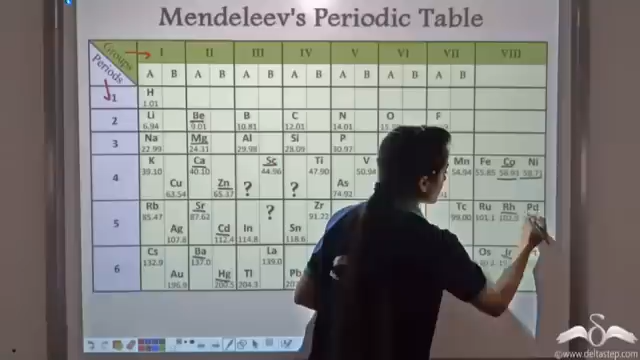 Mendeleev's Periodic Table
Groups I II III IV V VI VII VIII
Periods A B A B A B A B A B A B A B
1 H
1.01
2 Li Be B C N O F
6.94 9.01 10.81 12.01 14.01
3 Na Mg Al Si P
22.99 24.31 29.98 28.09 30.97
4 K Ca Sc Ti V Mn Fe Co Ni
39.10 40.10 44.96 47.90 50.94 54.94 55.85 58.93 58.71
Cu Zn ? ? As
63.54 65.37 74.92
5 Rb Sr ? Zr Tc Ru Rh Pd
85.47 87.62 91.22 99.00 101.1 102.9
Ag Cd In Sn
107.8 112.4 114.8 118.6
6 Cs Ba La Os Ir
132.9 137.0 139.0
Au Hg Tl Pb
196.9 200.5 204.3
©www.deltastep.com